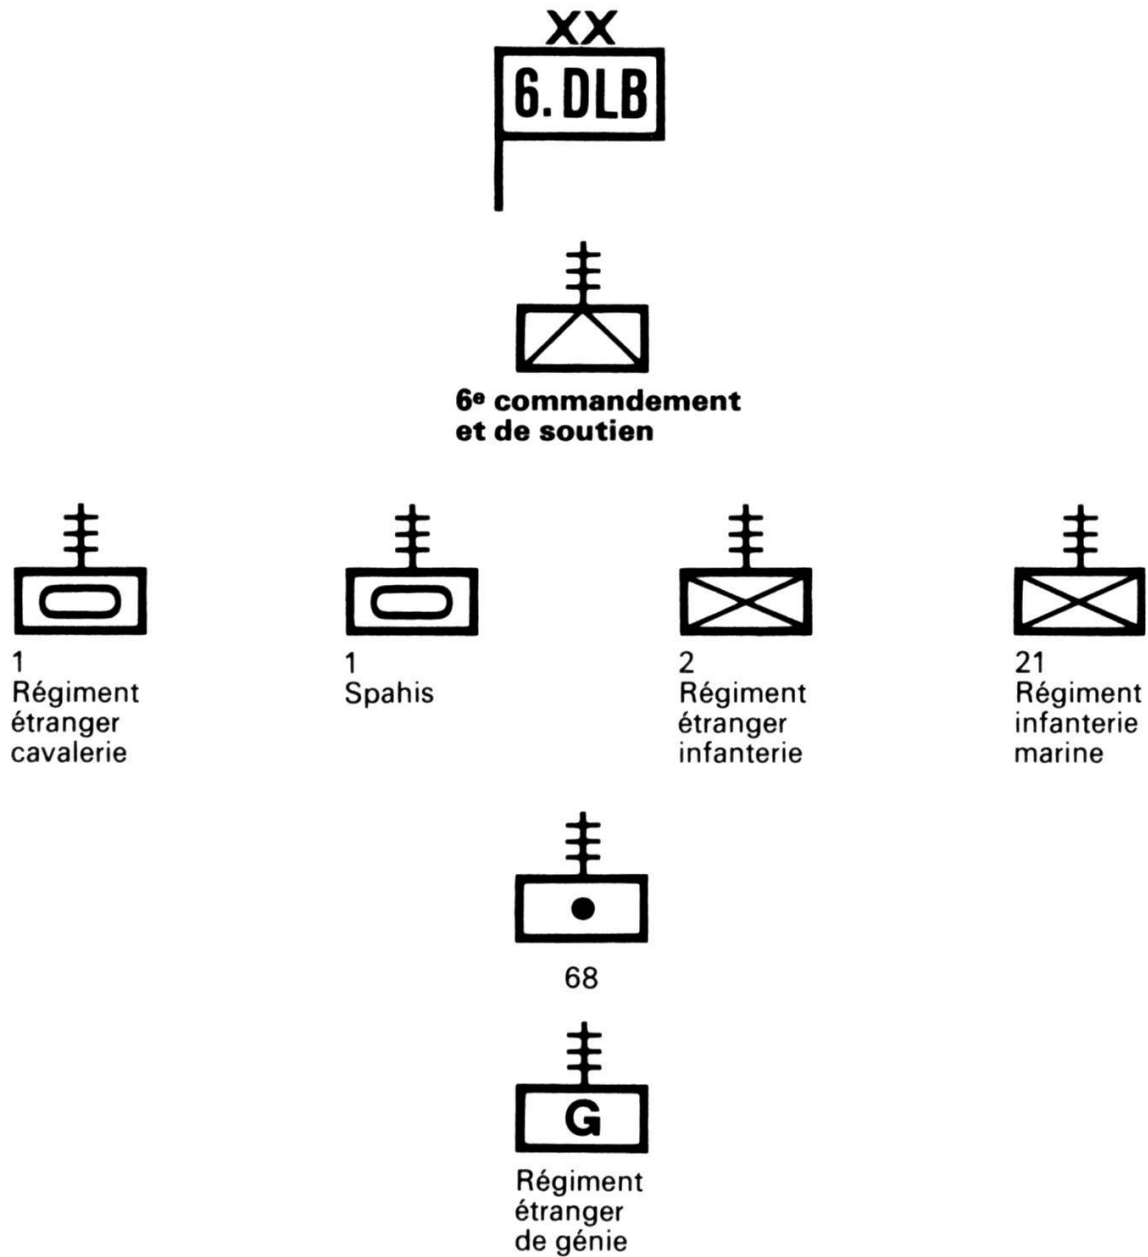 XX
6. DLB
6e commandement
et de soutien
1
Régiment
étranger
cavalerie
1
Spahis
2
Régiment
étranger
infanterie
21
Régiment
infanterie
marine
68
G
Régiment
étranger
de génie